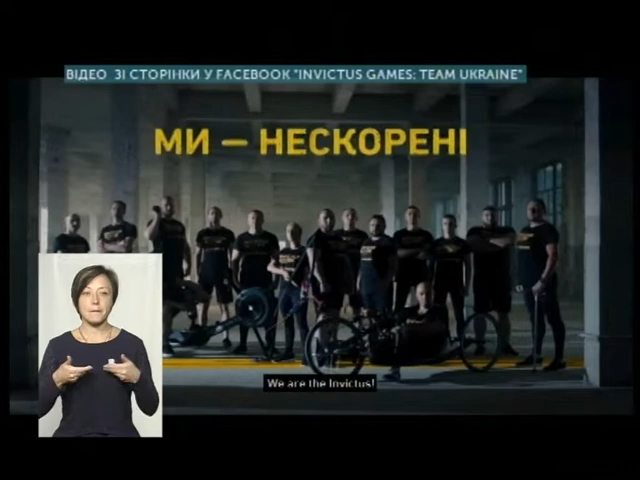 ВІДЕО ЗІ СТОРІНКИ У FACEBOOK "INVICTUS GAMES: TEAM UKRAINE"
МИ – НЕСКОРЕНІ
We are the Invictus!